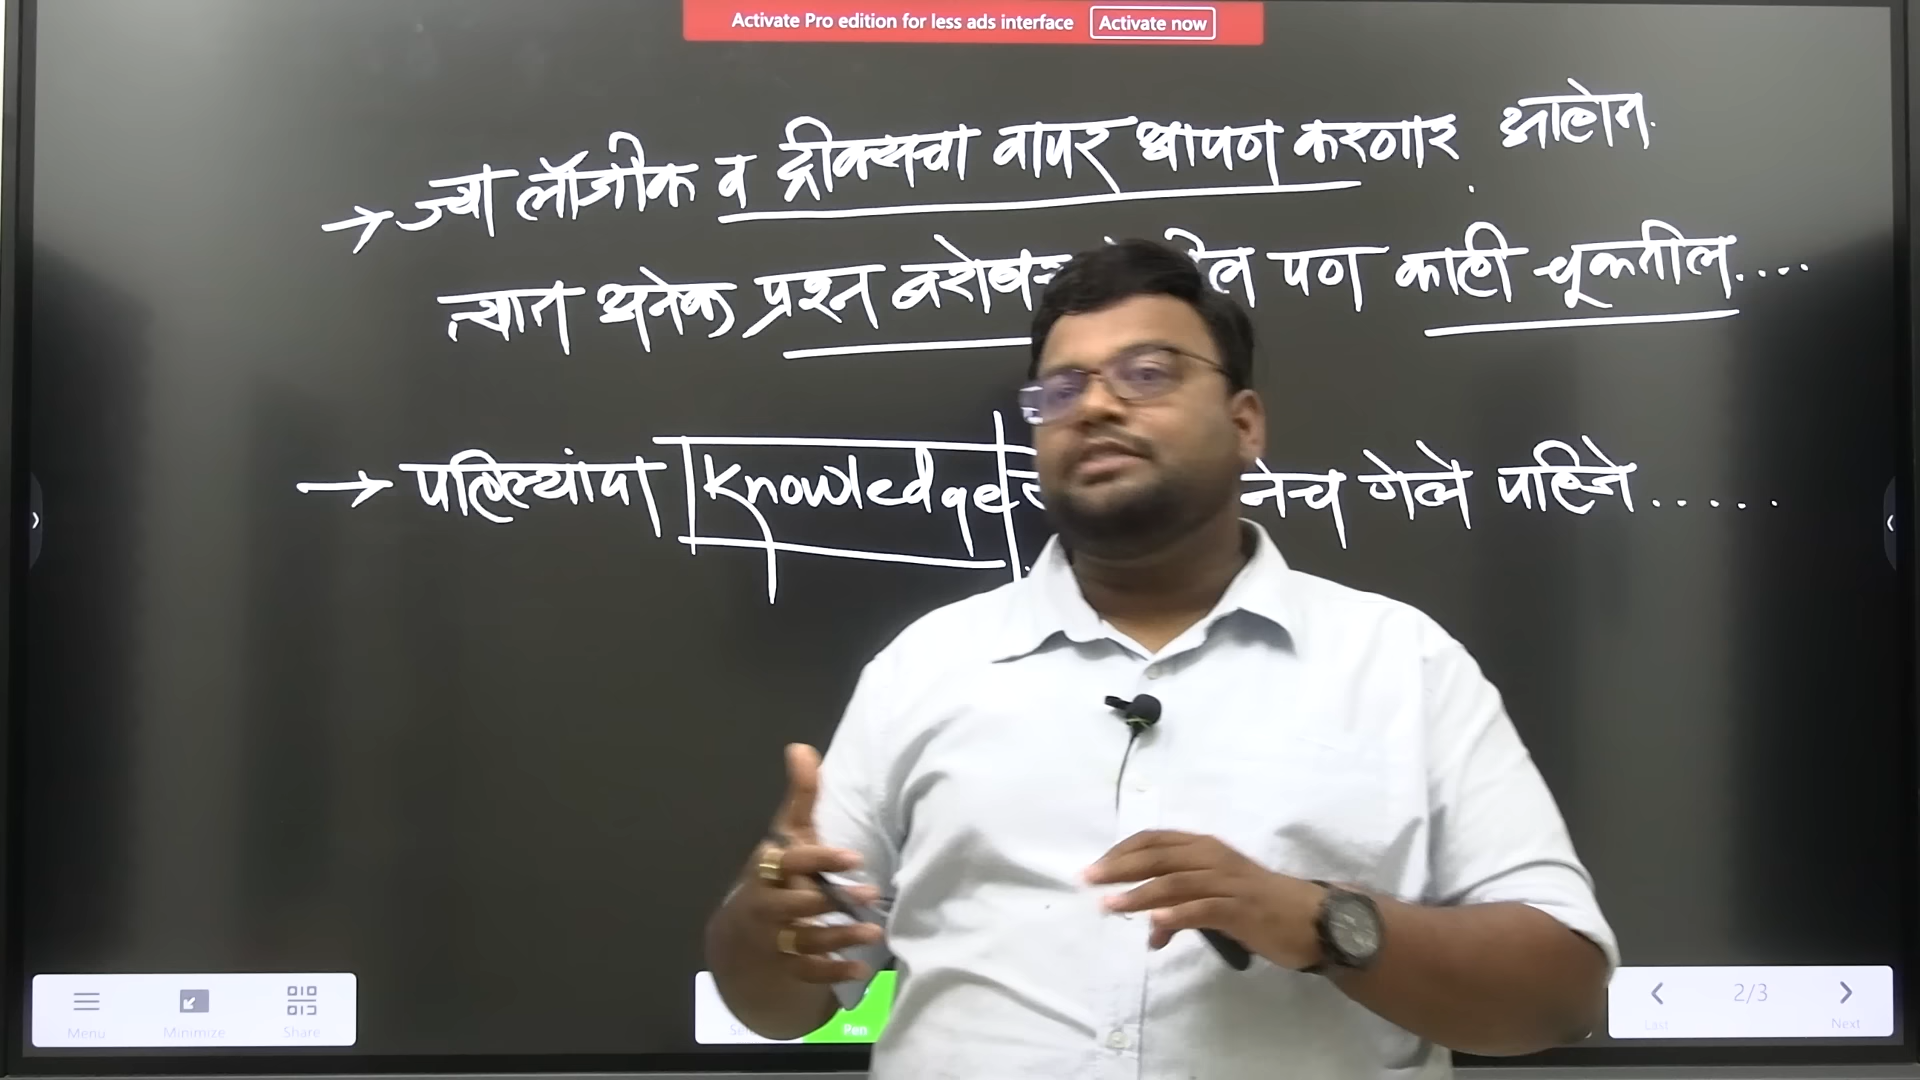 Activate Pro edition for less ads interface Activate now
→ ज्या लॉजीक व ट्रीक्सचा वापर आपण करणार आहोत.
त्यात अनेक प्रश्न बरोबर पण काही चूकतील....
→ पहिल्यांदा Knowledge नेच गेले पाहिजे.....
Menu Minimize Share Pen Last 2/3 Next